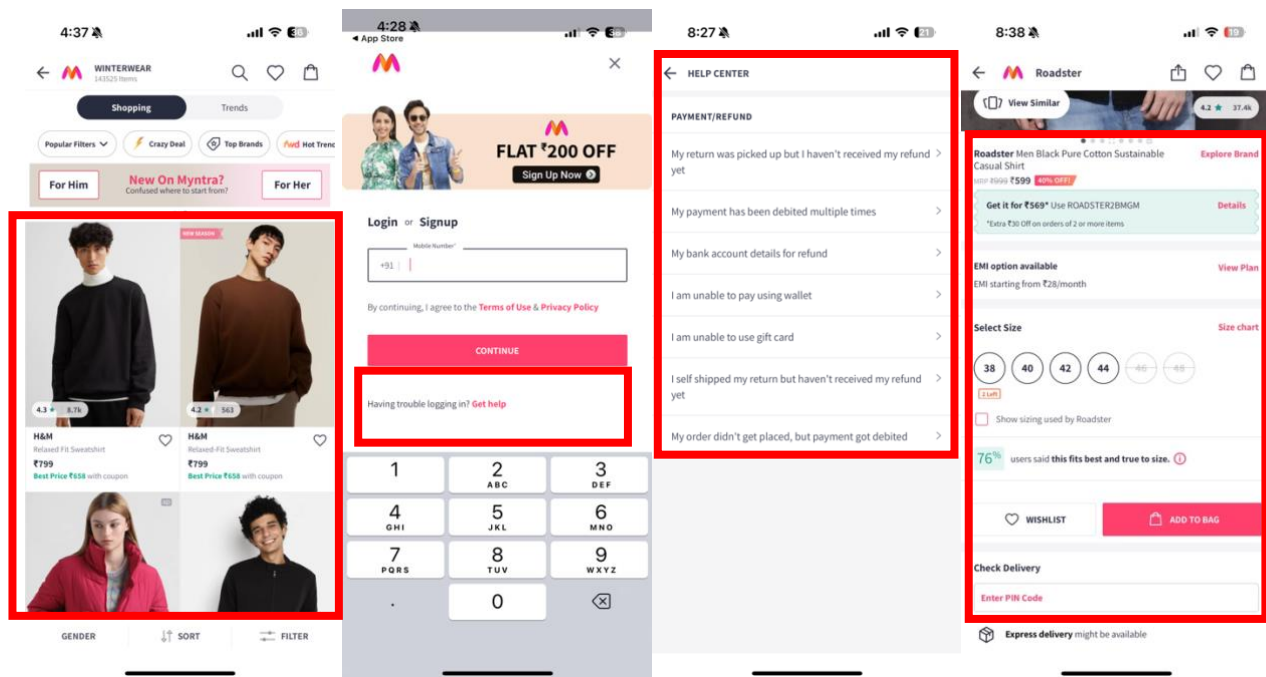 4:37
36
WINTERWEAR
143525 Items
Shopping
Trends
Popular Filters
Crazy Deal
Top Brands
fwd Hot Trend
For Him
New On Myntra?
Confused where to start from?
For Her
NEW SEASON
4.3 ★ | 8.7k
4.2 ★ | 563
H&M
Relaxed Fit Sweatshirt
₹799
Best Price ₹658 with coupon
H&M
Relaxed-Fit Sweatshirt
₹799
Best Price ₹658 with coupon
AD
GENDER
SORT
FILTER
4:28
App Store
38
FLAT ₹200 OFF
Sign Up Now
Login or Signup
Mobile Number*
+91 |
By continuing, I agree to the Terms of Use & Privacy Policy
CONTINUE
Having trouble logging in? Get help
1
2
ABC
3
DEF
4
GHI
5
JKL
6
MNO
7
PQRS
8
TUV
9
WXYZ
.
0
8:27
21
HELP CENTER
PAYMENT/REFUND
My return was picked up but I haven't received my refund
yet
My payment has been debited multiple times
My bank account details for refund
I am unable to pay using wallet
I am unable to use gift card
I self shipped my return but haven't received my refund
yet
My order didn't get placed, but payment got debited
8:38
19
Roadster
View Similar
4.2 ★ 37.4k
Roadster Men Black Pure Cotton Sustainable
Casual Shirt
Explore Brand
MRP ₹999 ₹599 (40% OFF)
Get it for ₹569* Use ROADSTER2BMGM
Details
*Extra ₹30 Off on orders of 2 or more items
EMI option available
View Plan
EMI starting from ₹28/month
Select Size
Size chart
38
40
42
44
46
48
2 Left
Show sizing used by Roadster
76% users said this fits best and true to size.
WISHLIST
ADD TO BAG
Check Delivery
Enter PIN Code
Express delivery might be available